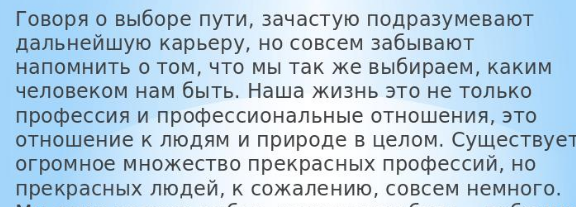 Говоря о выборе пути, зачастую подразумевают
дальнейшую карьеру, но совсем забывают
напомнить о том, что мы так же выбираем, каким
человеком нам быть. Наша жизнь это не только
профессия и профессиональные отношения, это
отношение к людям и природе в целом. Существует
огромное множество прекрасных профессий, но
прекрасных людей, к сожалению, совсем немного.